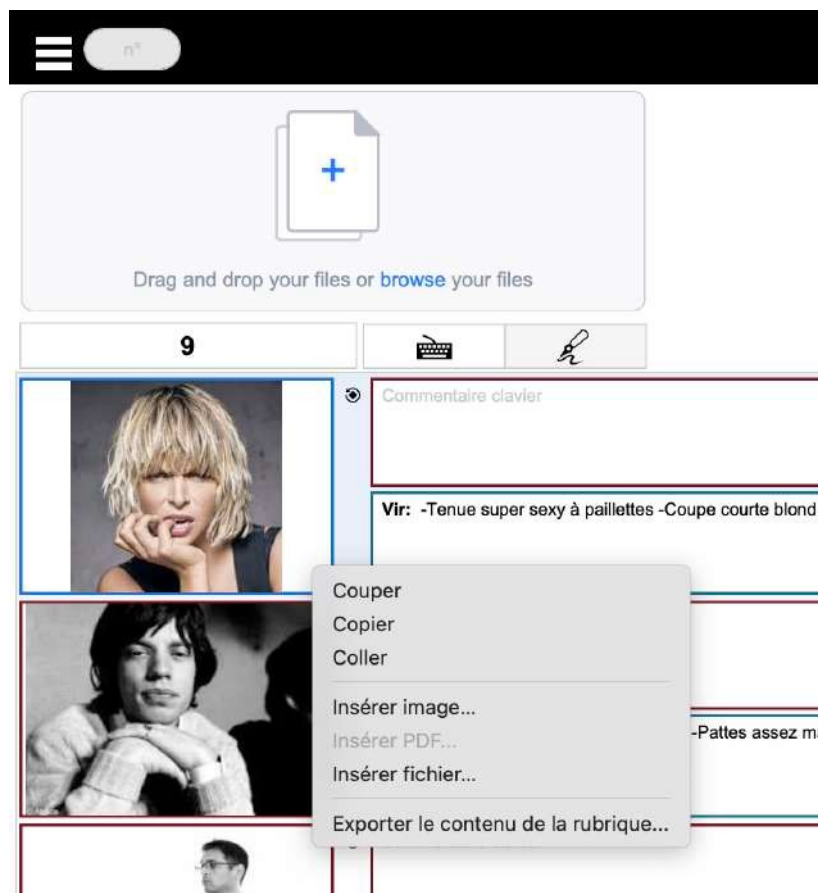 n°
Drag and drop your files or browse your files
9
Commentaire clavier
Vir: -Tenue super sexy à paillettes -Coupe courte blond
Couper
Copier
Coller
Insérer image...
Insérer PDF...
Insérer fichier...
-Pattes assez m
Exporter le contenu de la rubrique...